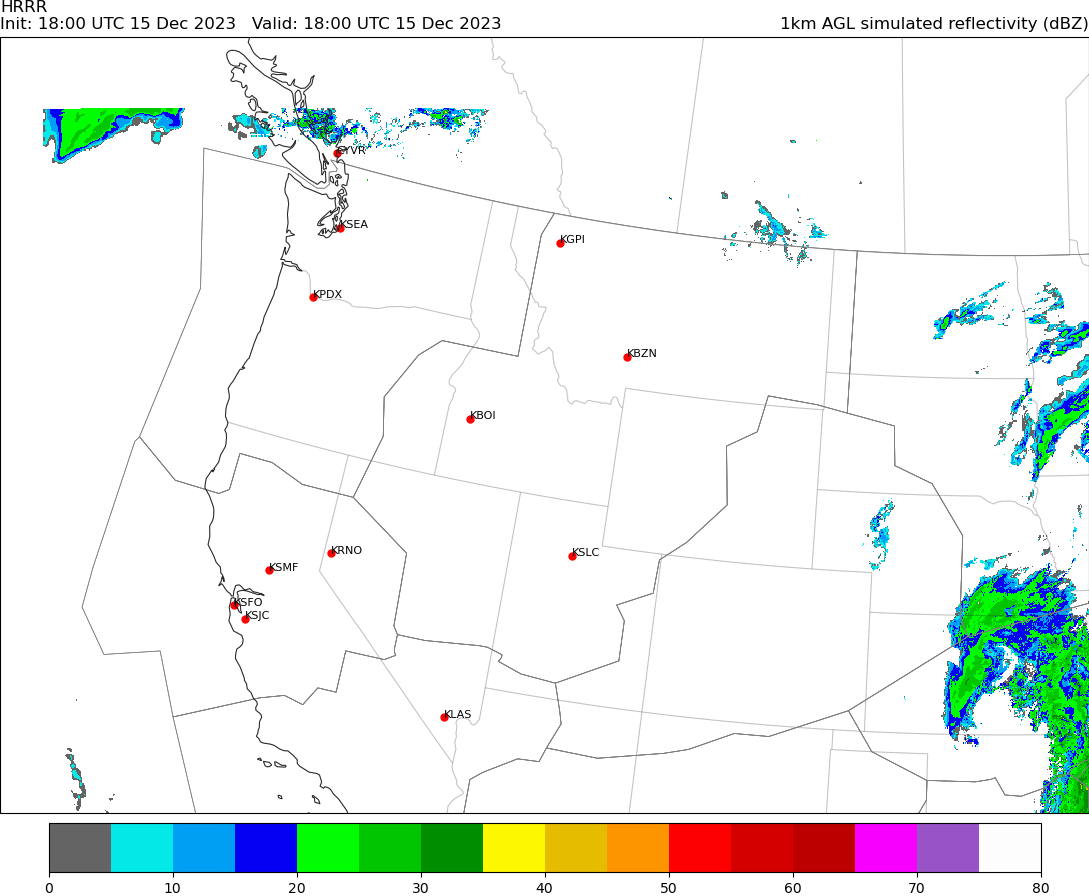 HRRR
Init: 18:00 UTC 15 Dec 2023   Valid: 18:00 UTC 15 Dec 2023
1km AGL simulated reflectivity (dBZ)
CYVR
KSEA
KGPI
KPDX
KBZN
KBOI
KRNO
KSLC
KSMF
KSFO
KSJC
KLAS
0 10 20 30 40 50 60 70 80